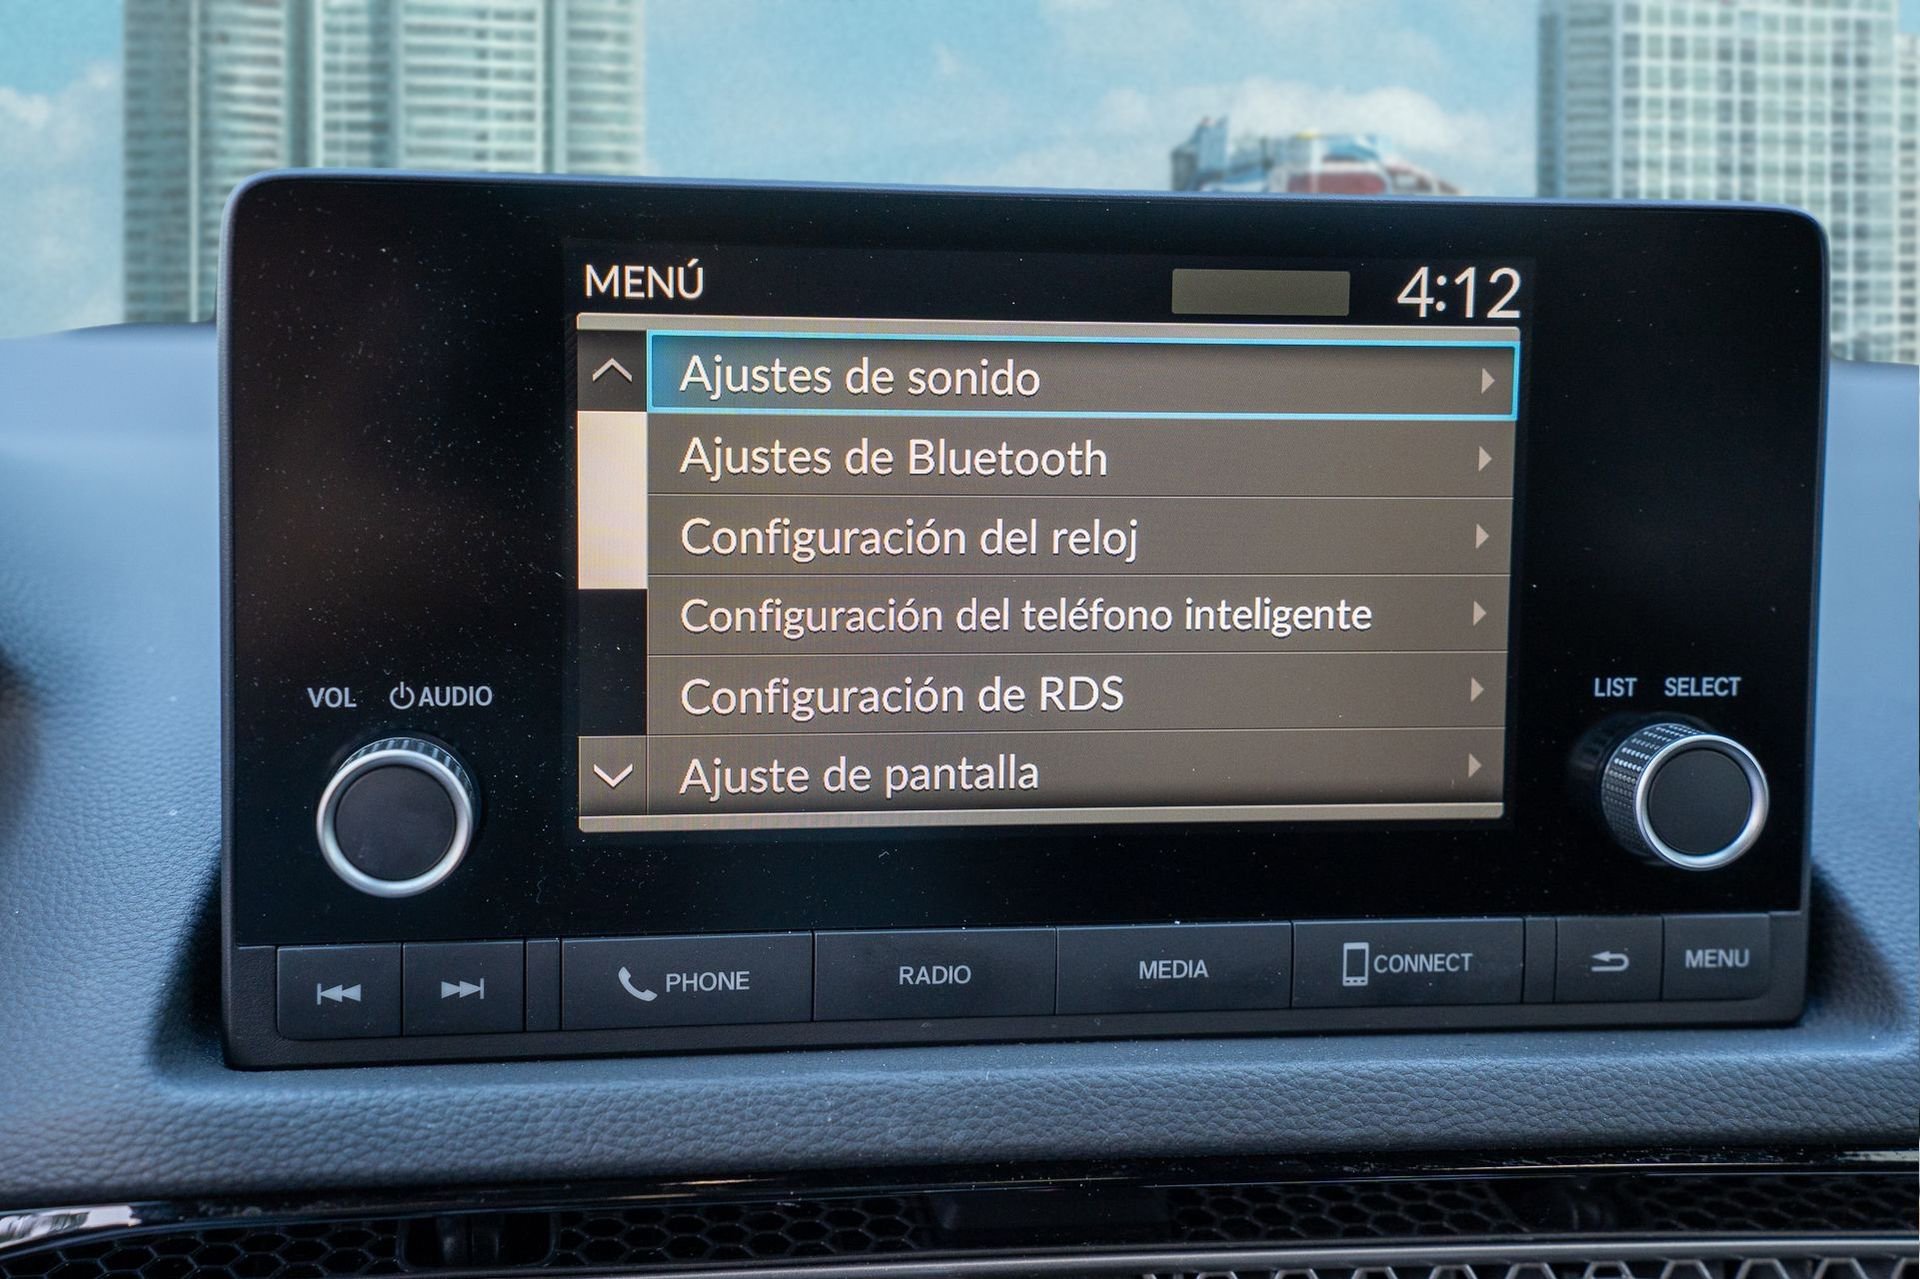 MENÚ 4:12
Ajustes de sonido
Ajustes de Bluetooth
Configuración del reloj
Configuración del teléfono inteligente
Configuración de RDS
Ajuste de pantalla
VOL AUDIO
LIST SELECT
PHONE RADIO MEDIA CONNECT MENU